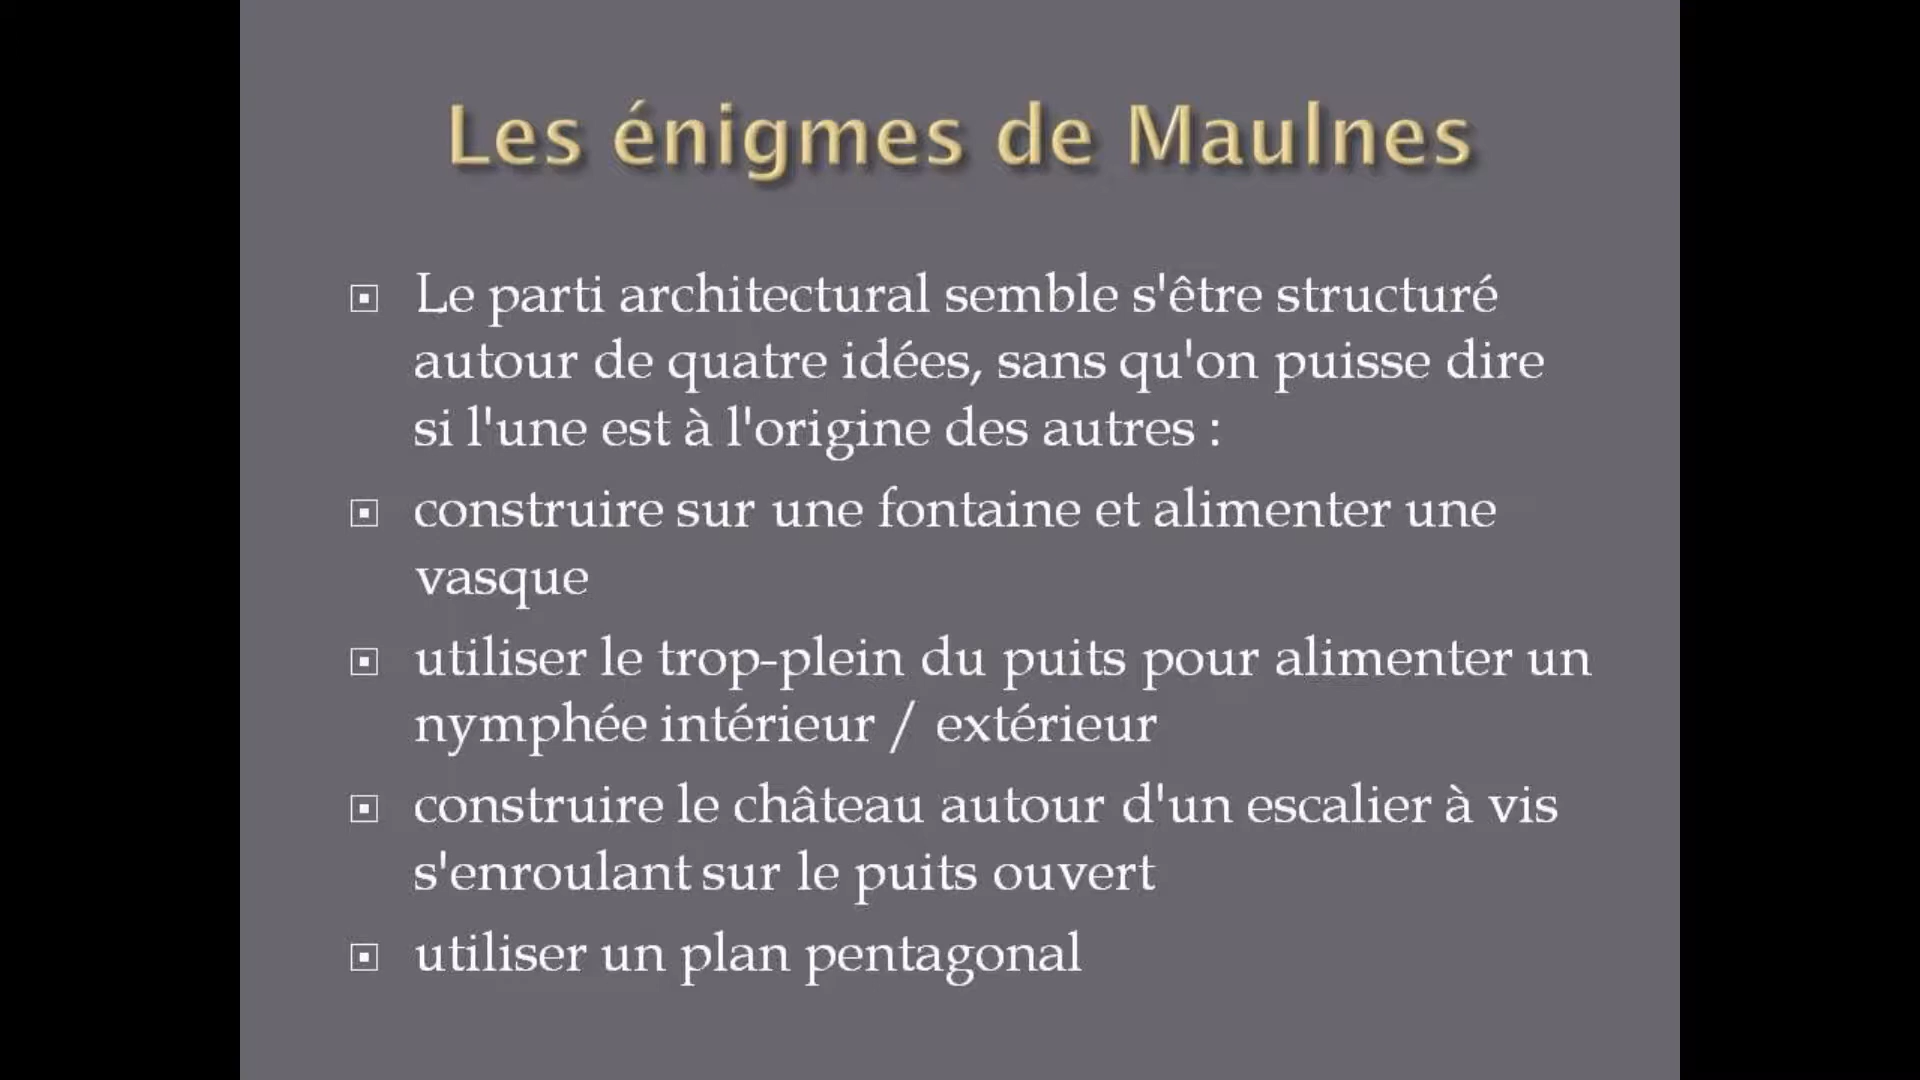 Les énigmes de Maulnes
Le parti architectural semble s'être structuré
autour de quatre idées, sans qu'on puisse dire
si l'une est à l'origine des autres :
construire sur une fontaine et alimenter une
vasque
utiliser le trop-plein du puits pour alimenter un
nymphée intérieur / extérieur
construire le château autour d'un escalier à vis
s'enroulant sur le puits ouvert
utiliser un plan pentagonal